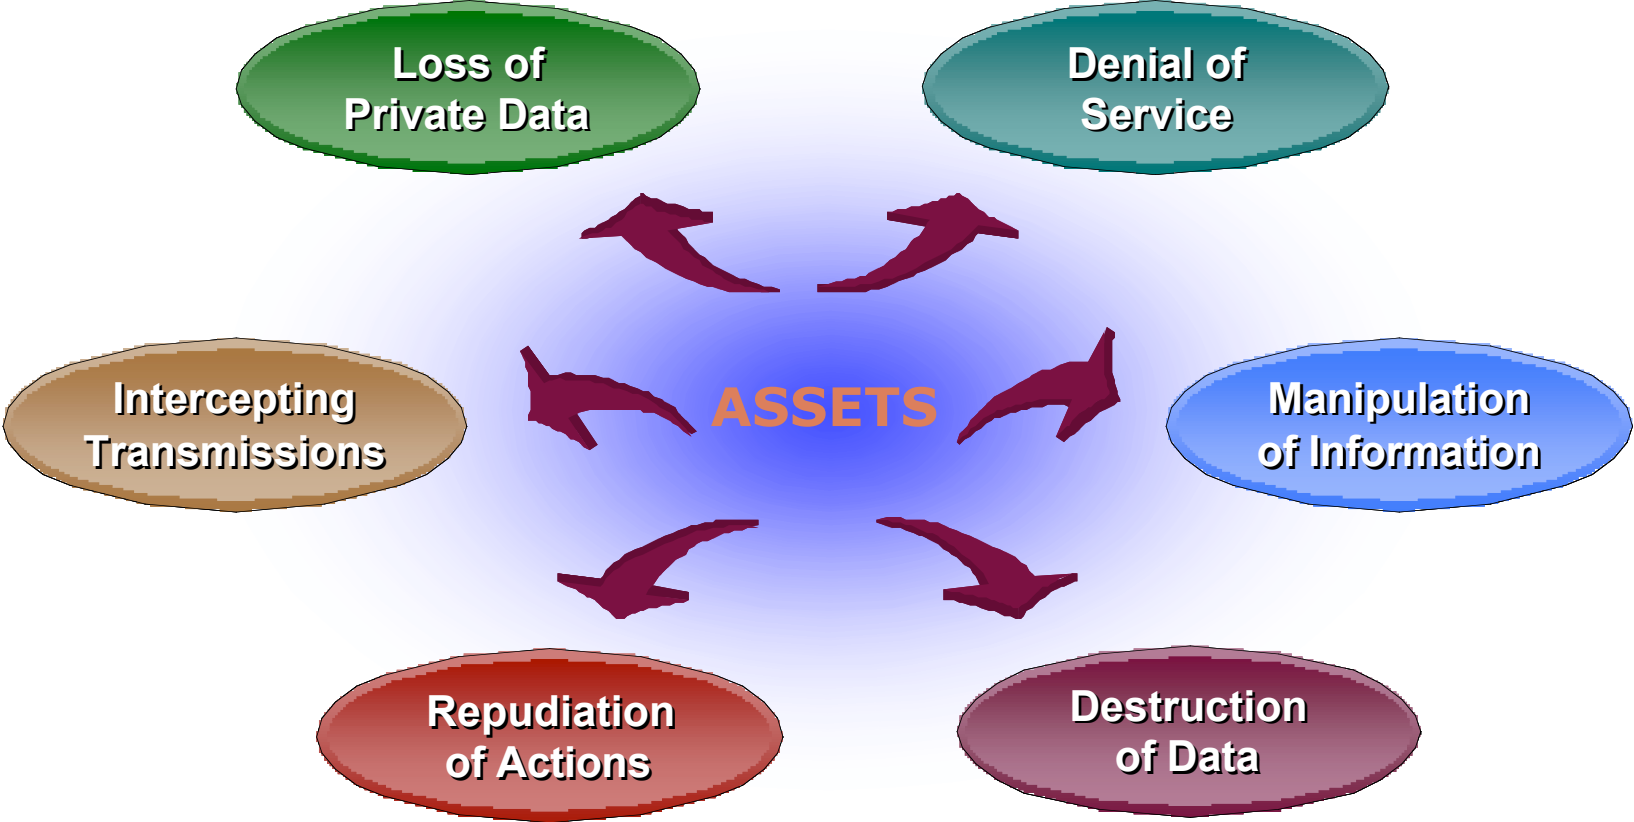 Loss of
Private Data
Denial of
Service
Intercepting
Transmissions
ASSETS
Manipulation
of Information
Repudiation
of Actions
Destruction
of Data